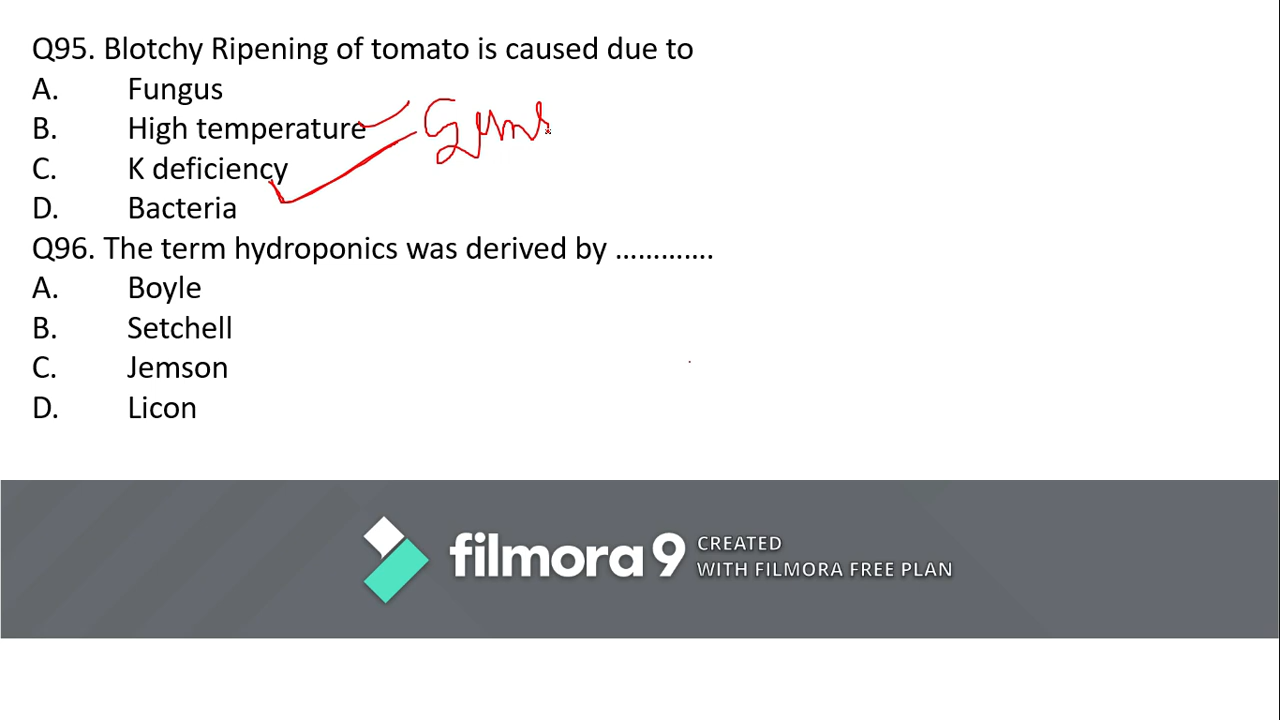 Q95. Blotchy Ripening of tomato is caused due to
A. Fungus
B. High temperature
C. K deficiency
D. Bacteria
Q96. The term hydroponics was derived by .............
A. Boyle
B. Setchell
C. Jemson
D. Licon
filmora 9 CREATED
WITH FILMORA FREE PLAN